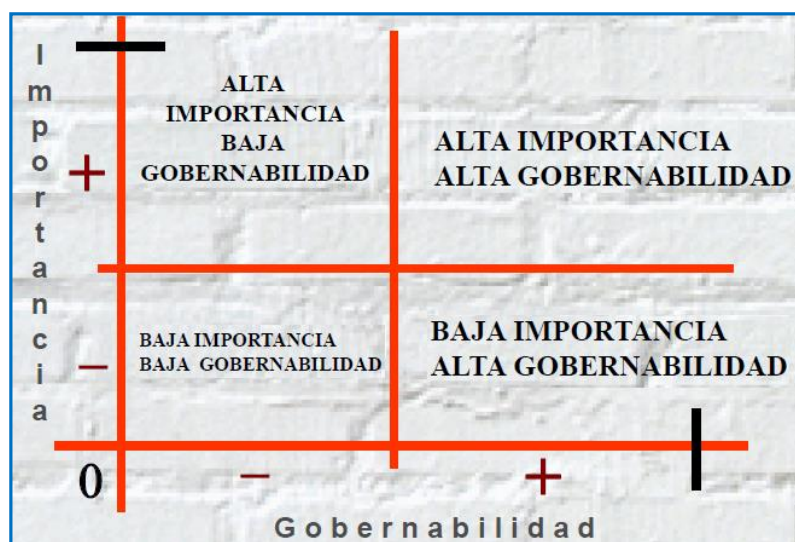 Importancia
+
−
ALTA
IMPORTANCIA
BAJA
GOBERNABILIDAD
ALTA IMPORTANCIA
ALTA GOBERNABILIDAD
BAJA IMPORTANCIA
BAJA GOBERNABILIDAD
BAJA IMPORTANCIA
ALTA GOBERNABILIDAD
0
−
+
Gobernabilidad